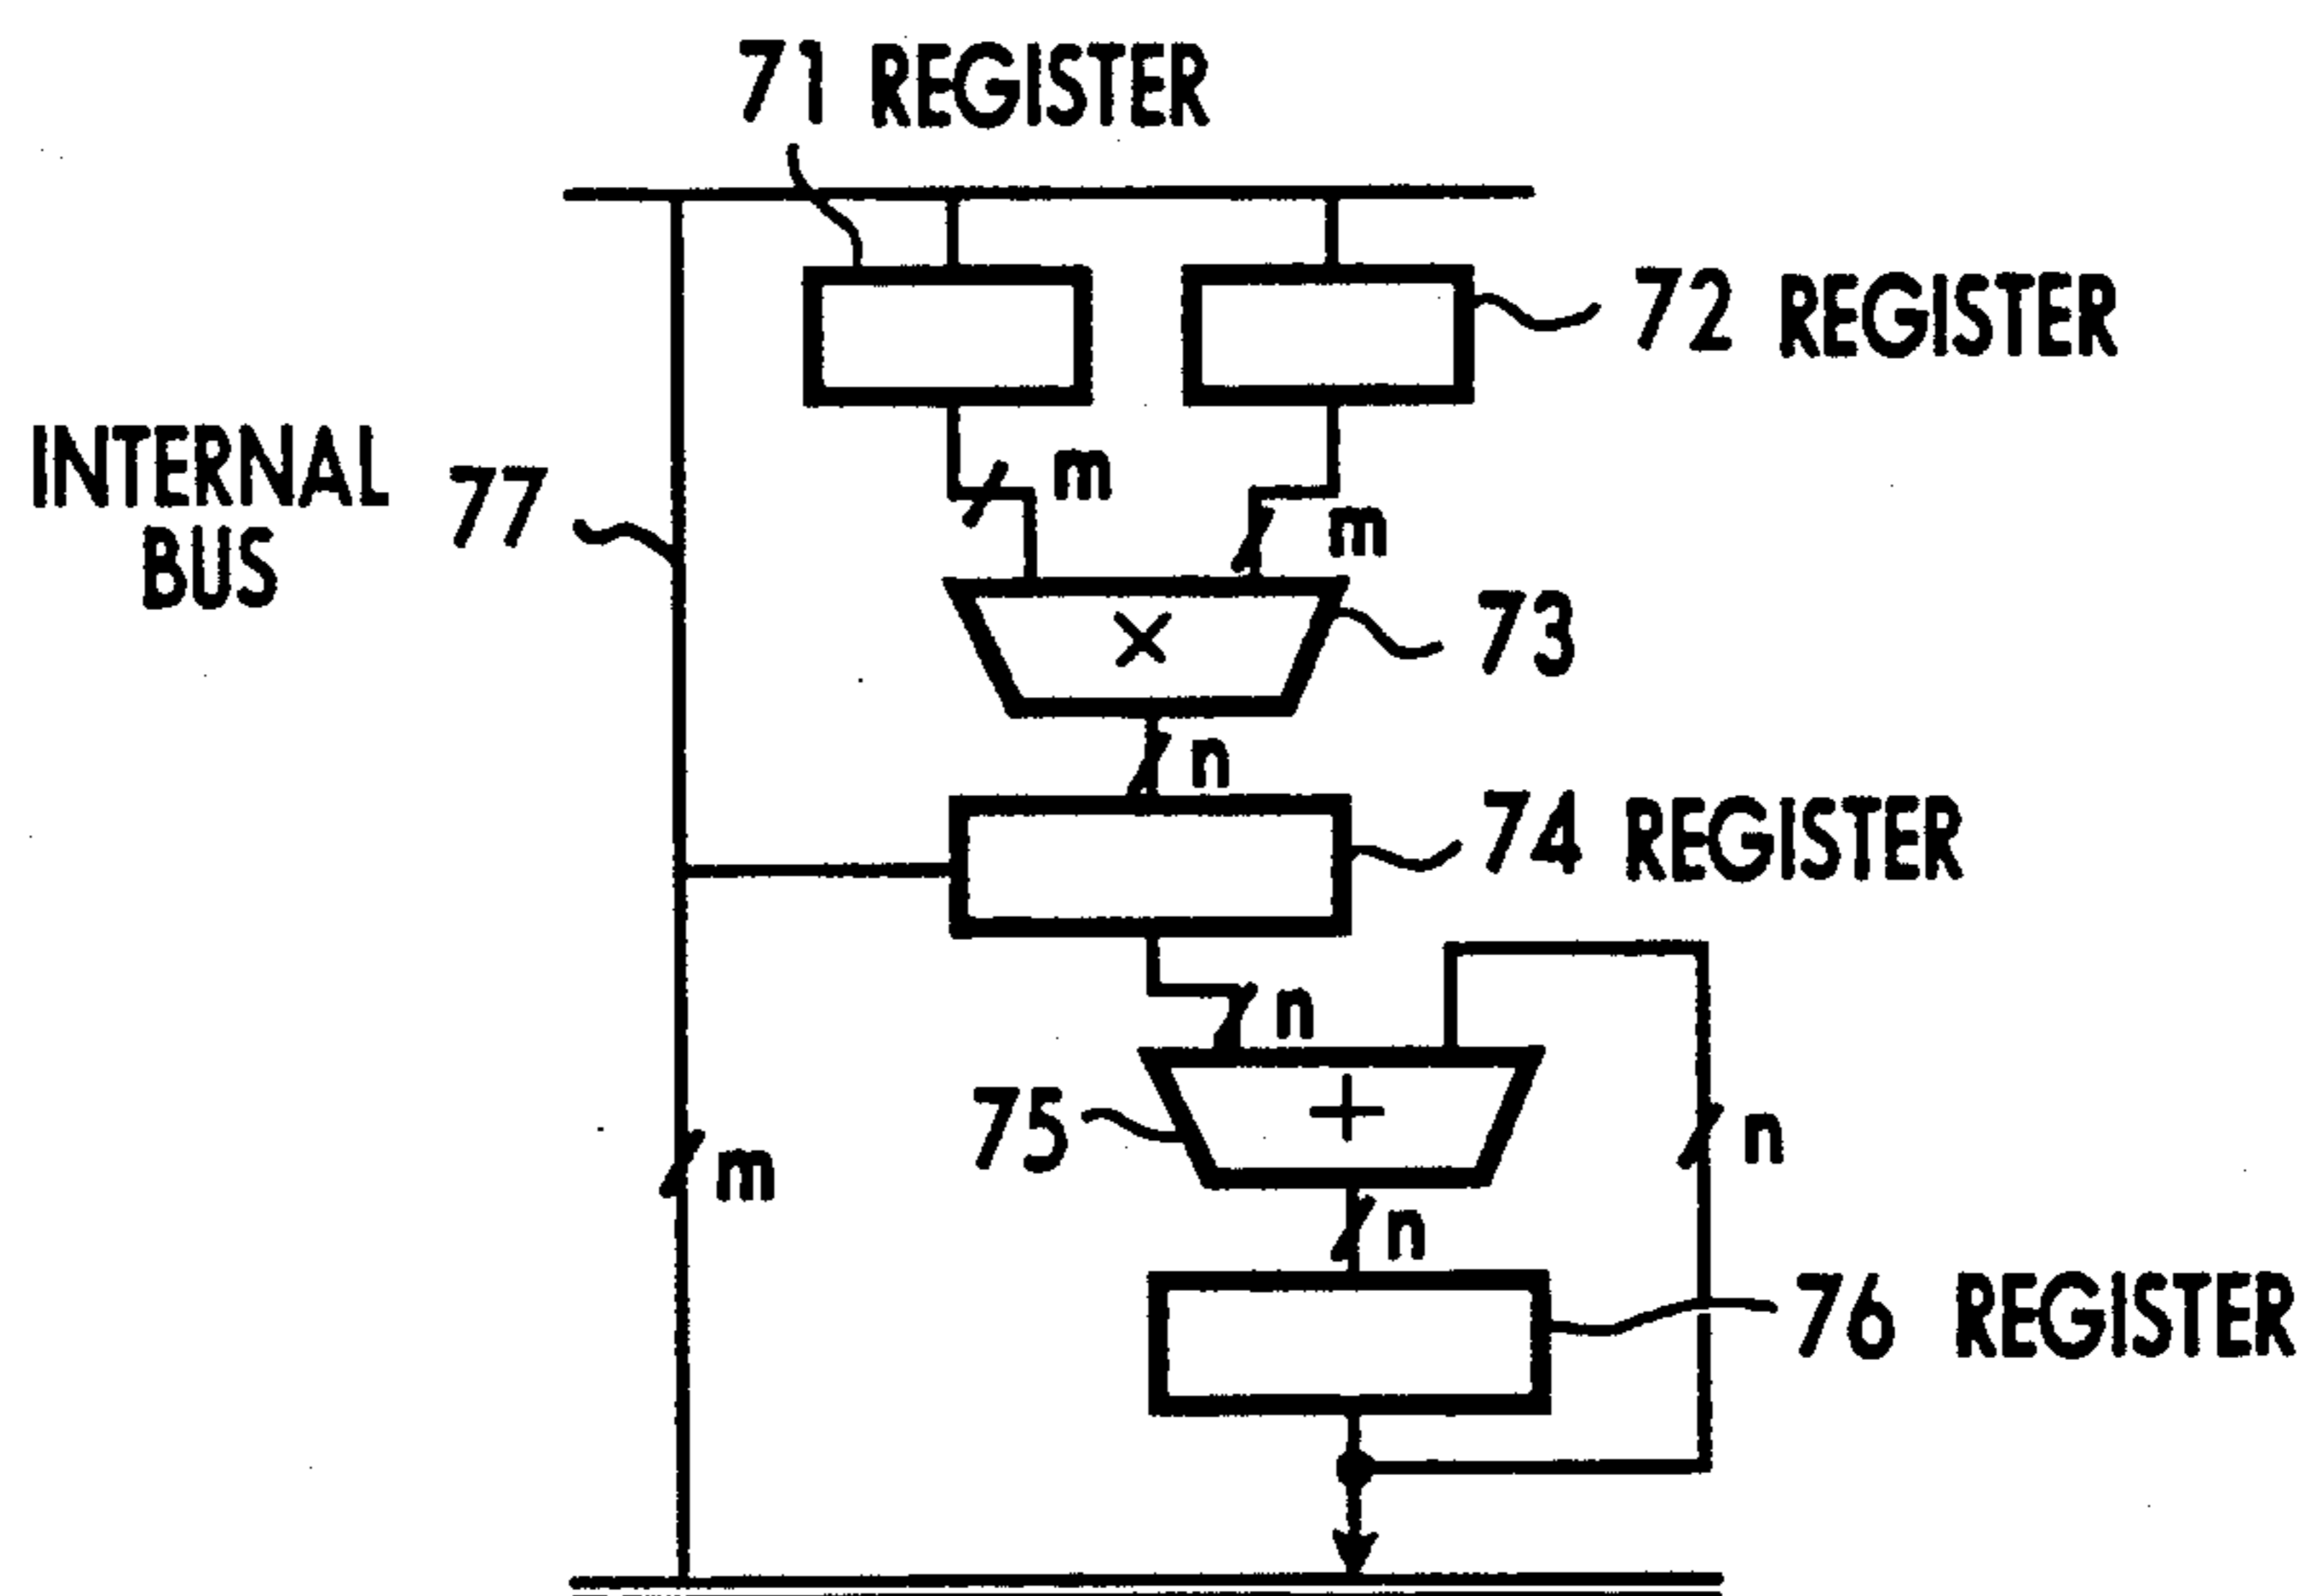 71 REGISTER
72 REGISTER
INTERNAL
BUS
77
m
m
×
73
n
74 REGISTER
n
+
75
n
m
n
76 REGISTER